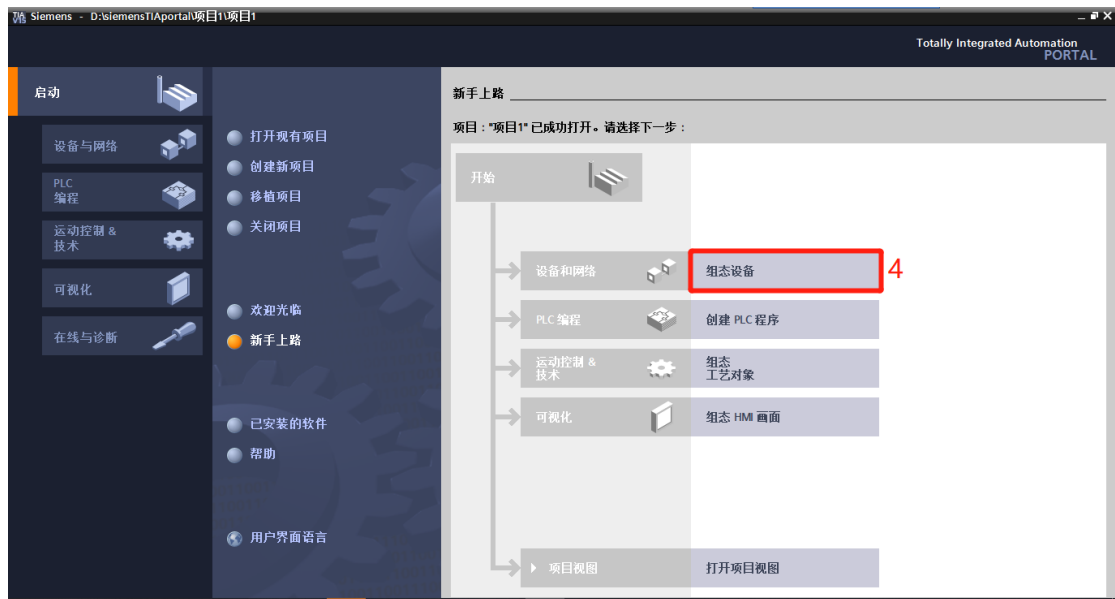 Siemens - D:\siemensTIAportal\项目1\项目1
Totally Integrated Automation
PORTAL
启动
设备与网络
PLC
编程
运动控制 &
技术
可视化
在线与诊断
打开现有项目
创建新项目
移植项目
关闭项目
欢迎光临
新手上路
已安装的软件
帮助
用户界面语言
新手上路
项目："项目1" 已成功打开。请选择下一步：
开始
设备和网络
组态设备
4
PLC 编程
创建 PLC 程序
运动控制 &
技术
组态
工艺对象
可视化
组态 HMI 画面
项目视图
打开项目视图